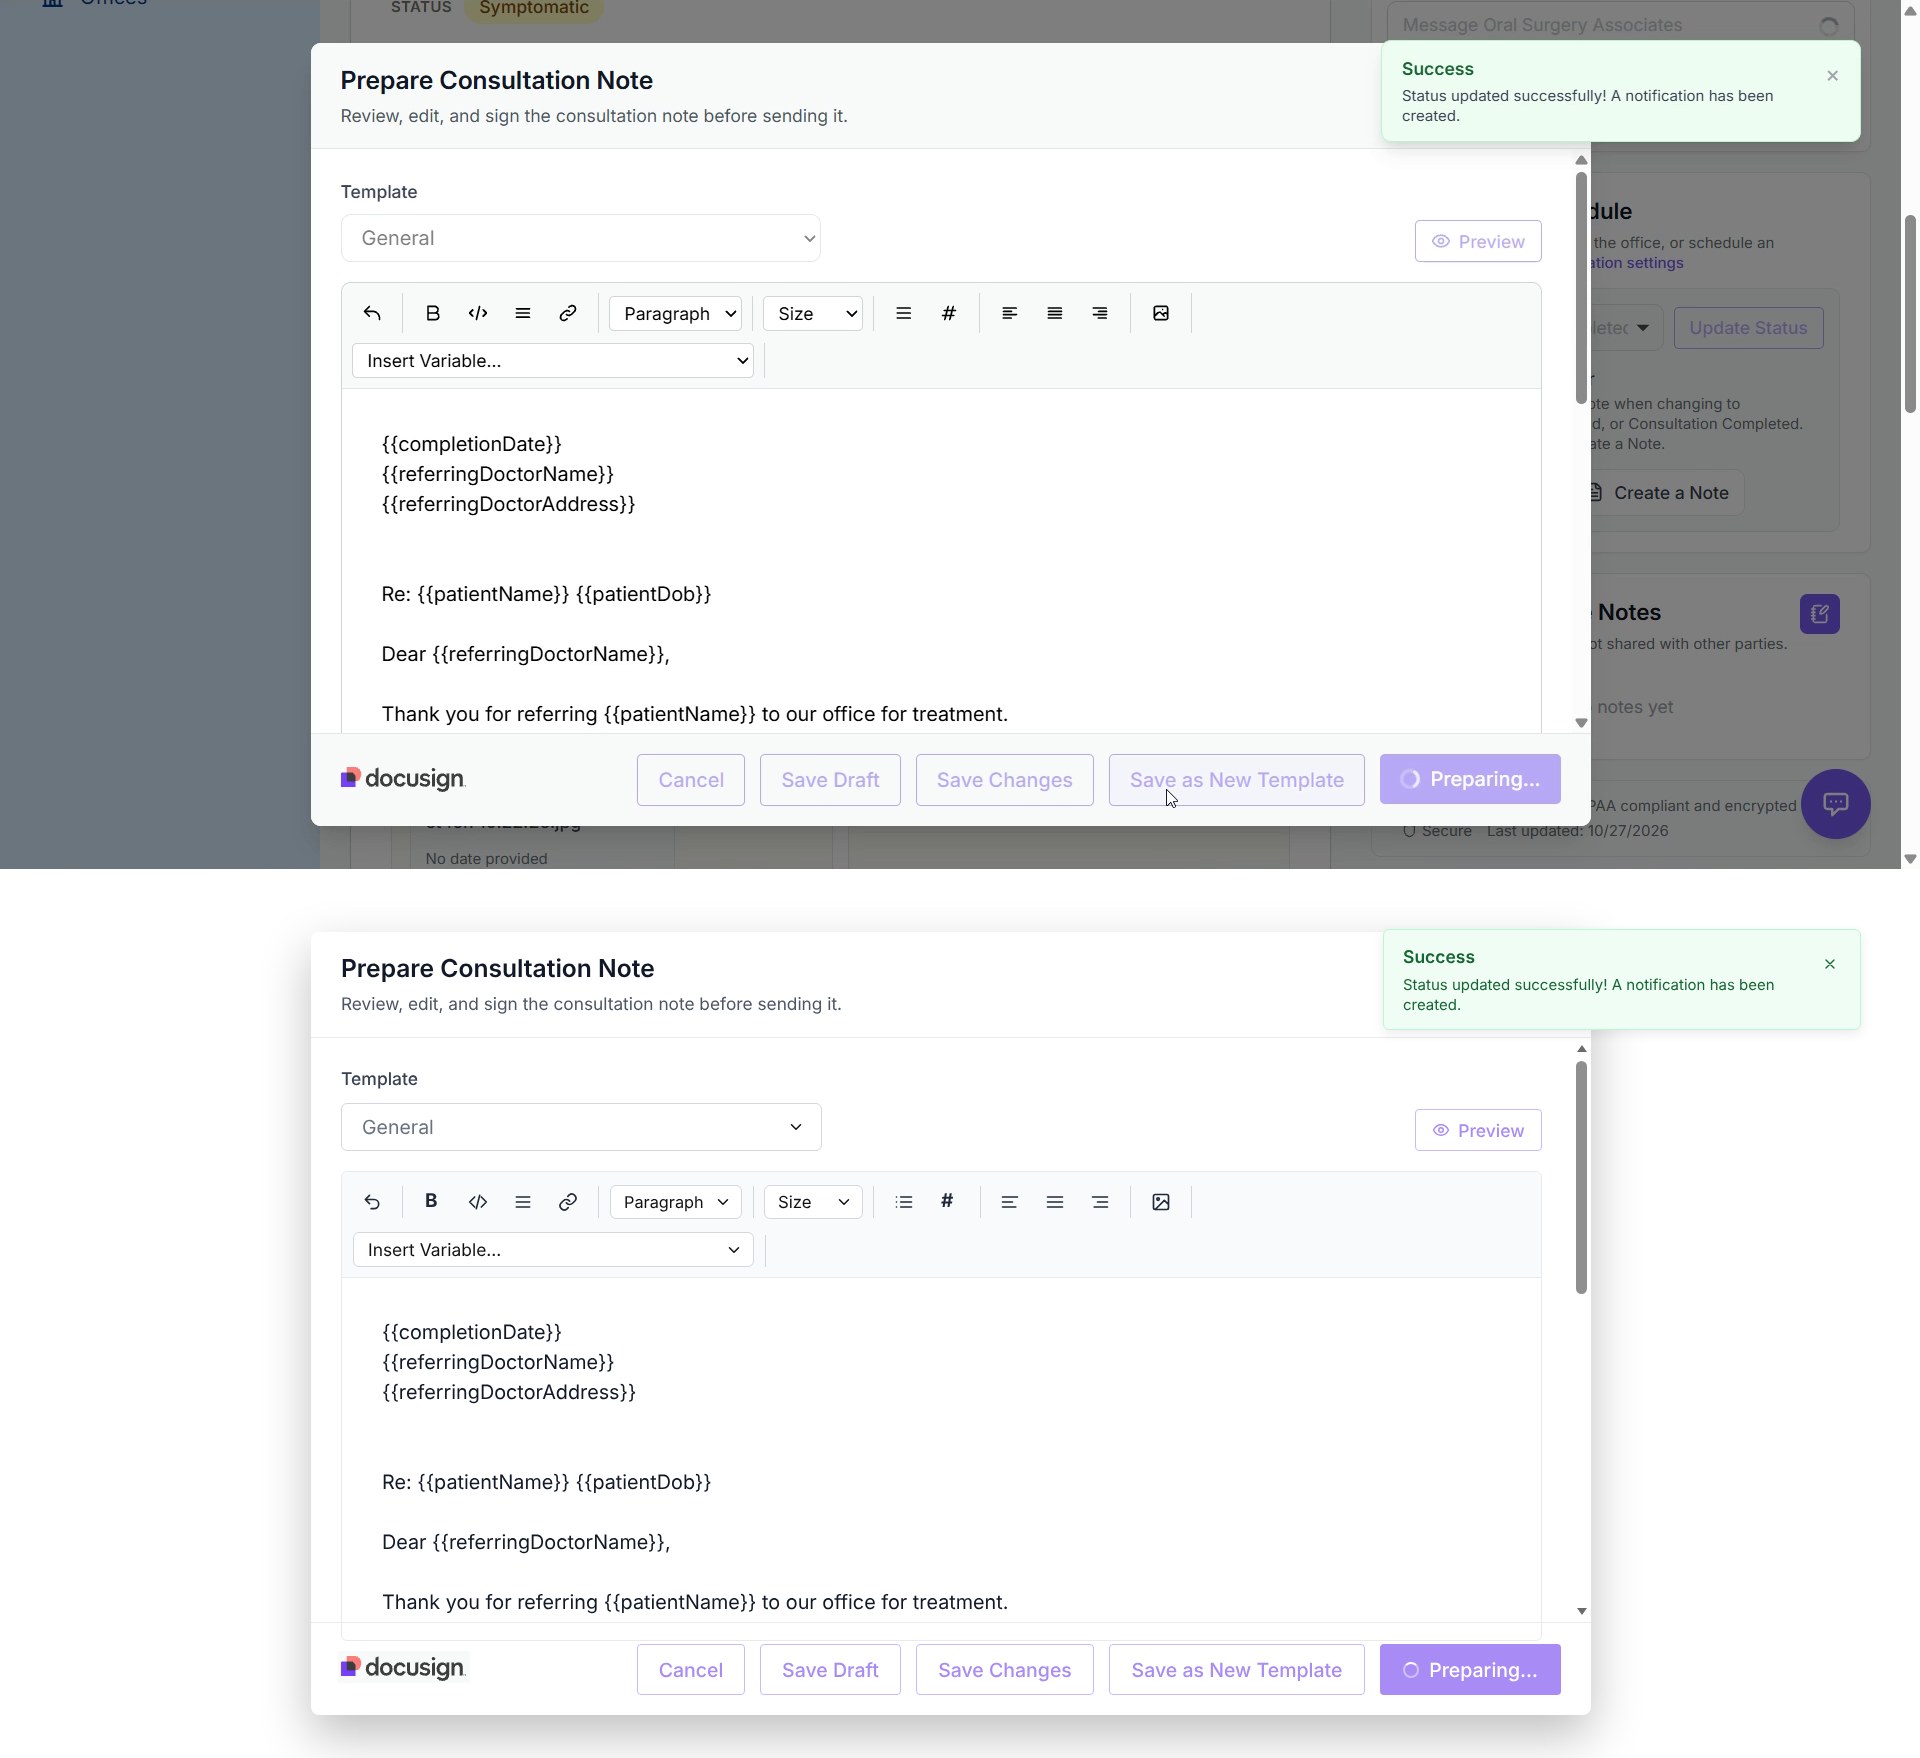 Offices
STATUS Symptomatic
Message Oral Surgery Associates
Prepare Consultation Note
Review, edit, and sign the consultation note before sending it.
Success
Status updated successfully! A notification has been
created.
Template
General
Preview
Paragraph
Size
Insert Variable...
{{completionDate}}
{{referringDoctorName}}
{{referringDoctorAddress}}
Re: {{patientName}} {{patientDob}}
Dear {{referringDoctorName}},
Thank you for referring {{patientName}} to our office for treatment.
docusign
Cancel
Save Draft
Save Changes
Save as New Template
Preparing...
the office, or schedule an
settings
Update Status
when changing to
or Consultation Completed.
a Note.
Create a Note
Notes
shared with other parties.
notes yet
compliant and encrypted
Secure Last updated: 10/27/2026
No date provided
Prepare Consultation Note
Review, edit, and sign the consultation note before sending it.
Success
Status updated successfully! A notification has been
created.
Template
General
Preview
Paragraph
Size
Insert Variable...
{{completionDate}}
{{referringDoctorName}}
{{referringDoctorAddress}}
Re: {{patientName}} {{patientDob}}
Dear {{referringDoctorName}},
Thank you for referring {{patientName}} to our office for treatment.
docusign
Cancel
Save Draft
Save Changes
Save as New Template
Preparing...